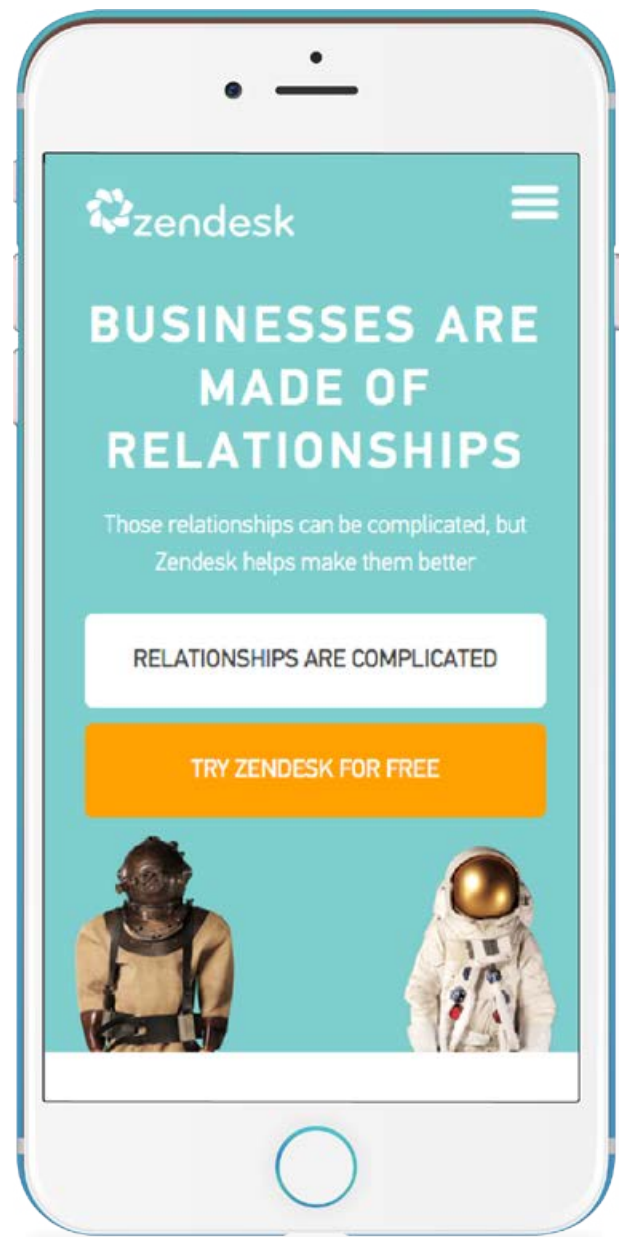 zendesk
BUSINESSES ARE
MADE OF
RELATIONSHIPS
Those relationships can be complicated, but
Zendesk helps make them better
RELATIONSHIPS ARE COMPLICATED
TRY ZENDESK FOR FREE